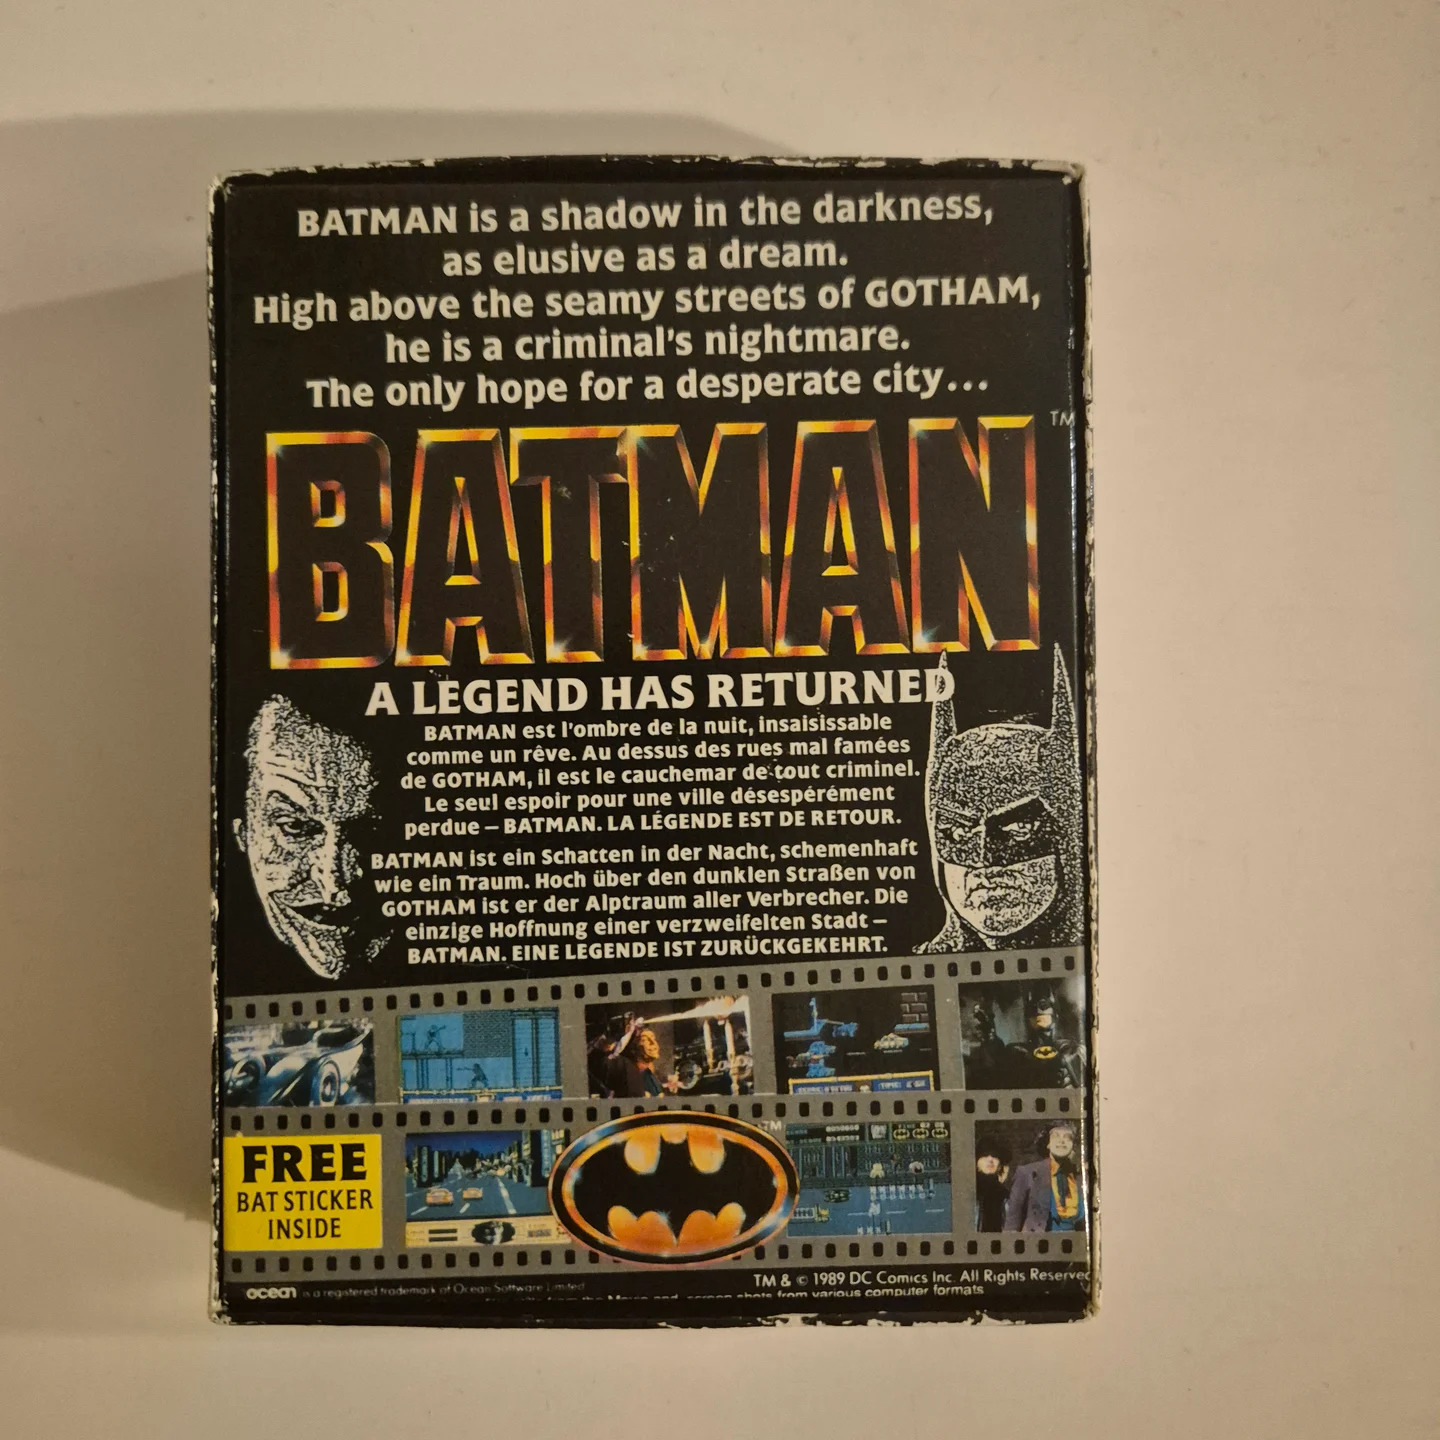 BATMAN is a shadow in the darkness,
as elusive as a dream.
High above the seamy streets of GOTHAM,
he is a criminal's nightmare.
The only hope for a desperate city...
BATMAN TM
A LEGEND HAS RETURNED
BATMAN est l'ombre de la nuit, insaisissable
comme un rêve. Au dessus des rues mal famées
de GOTHAM, il est le cauchemar de tout criminel.
Le seul espoir pour une ville désespérément
perdue – BATMAN. LA LÉGENDE EST DE RETOUR.
BATMAN ist ein Schatten in der Nacht, schemenhaft
wie ein Traum. Hoch über den dunklen Straßen von
GOTHAM ist er der Alptraum aller Verbrecher. Die
einzige Hoffnung einer verzweifelten Stadt –
BATMAN. EINE LEGENDE IST ZURÜCKGEKEHRT.
FREE
BAT STICKER
INSIDE
TM
TM & © 1989 DC Comics Inc. All Rights Reserved
ocean is a registered trademark of Ocean Software Limited
from the Movie and screen shots from various computer formats